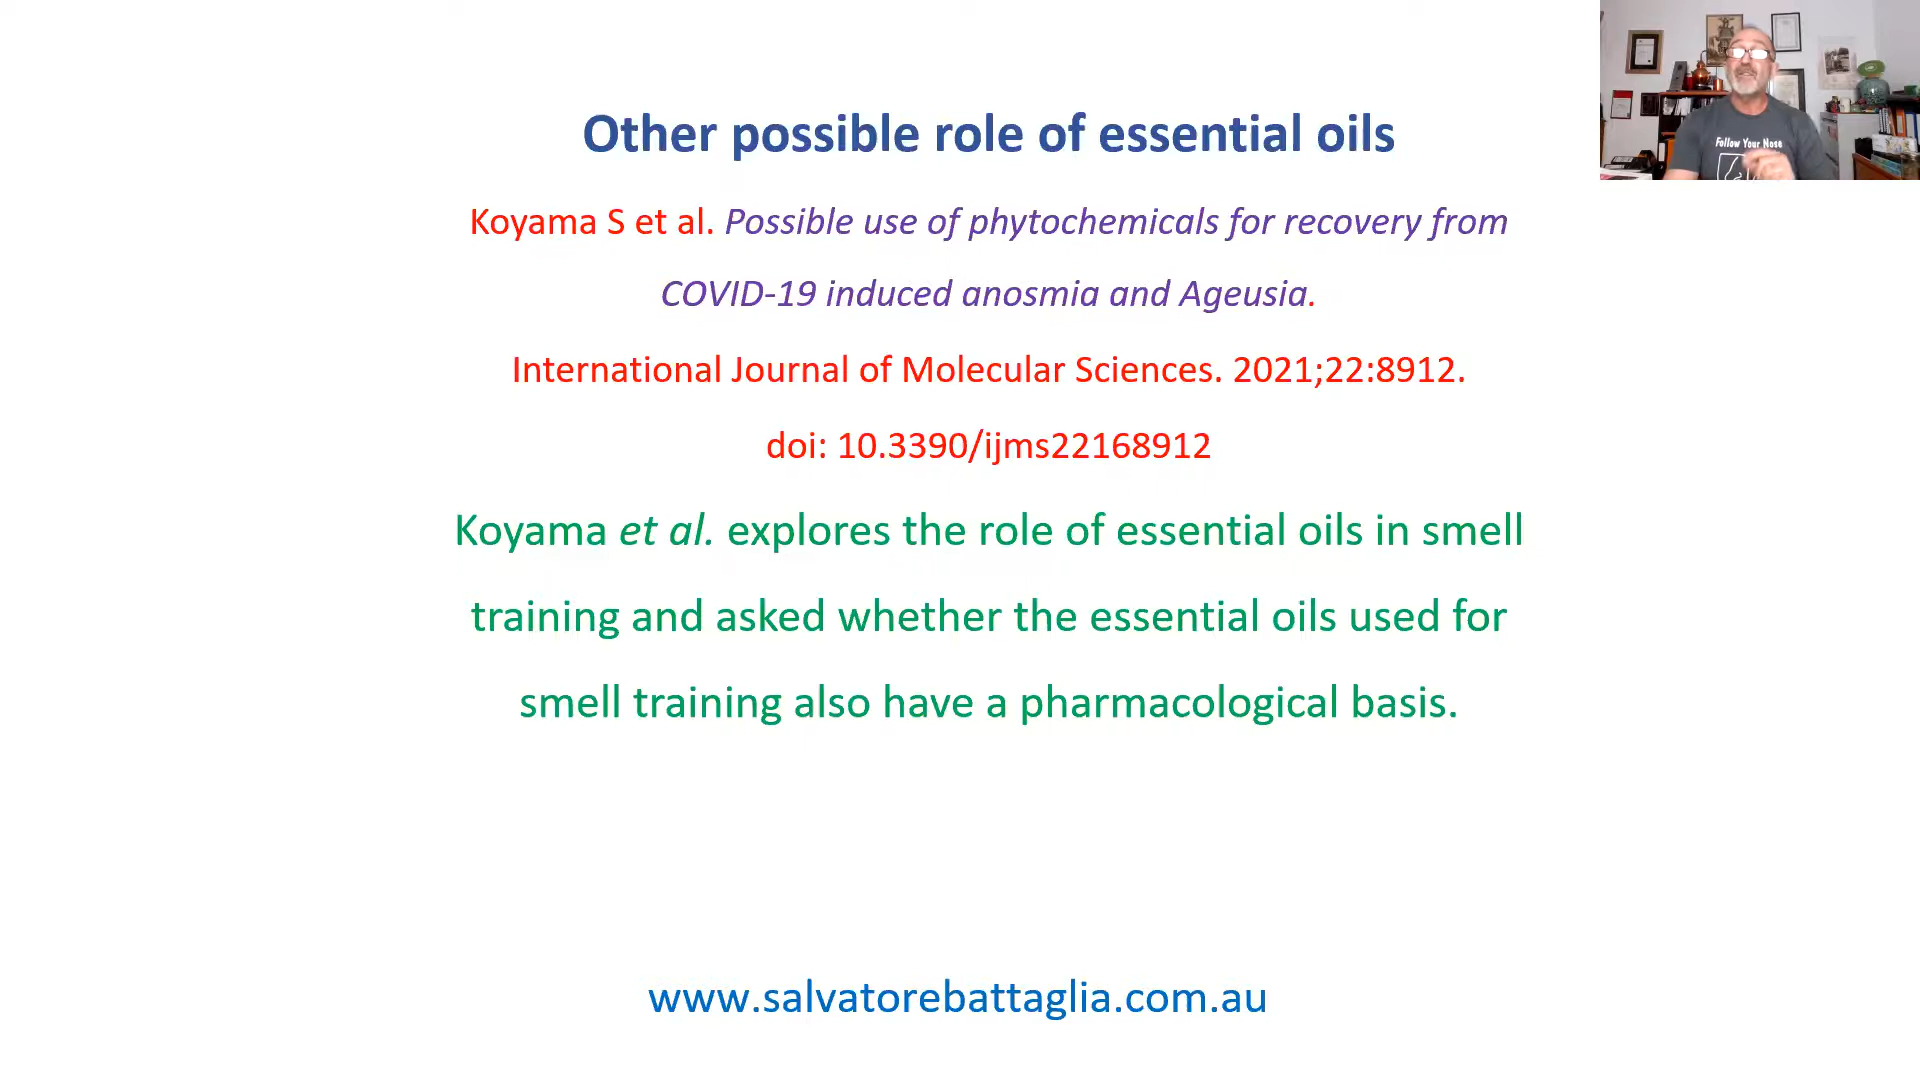 Other possible role of essential oils
Koyama S et al. Possible use of phytochemicals for recovery from
COVID-19 induced anosmia and Ageusia.
International Journal of Molecular Sciences. 2021;22:8912.
doi: 10.3390/ijms22168912
Koyama et al. explores the role of essential oils in smell
training and asked whether the essential oils used for
smell training also have a pharmacological basis.
www.salvatorebattaglia.com.au
Follow Your Nose